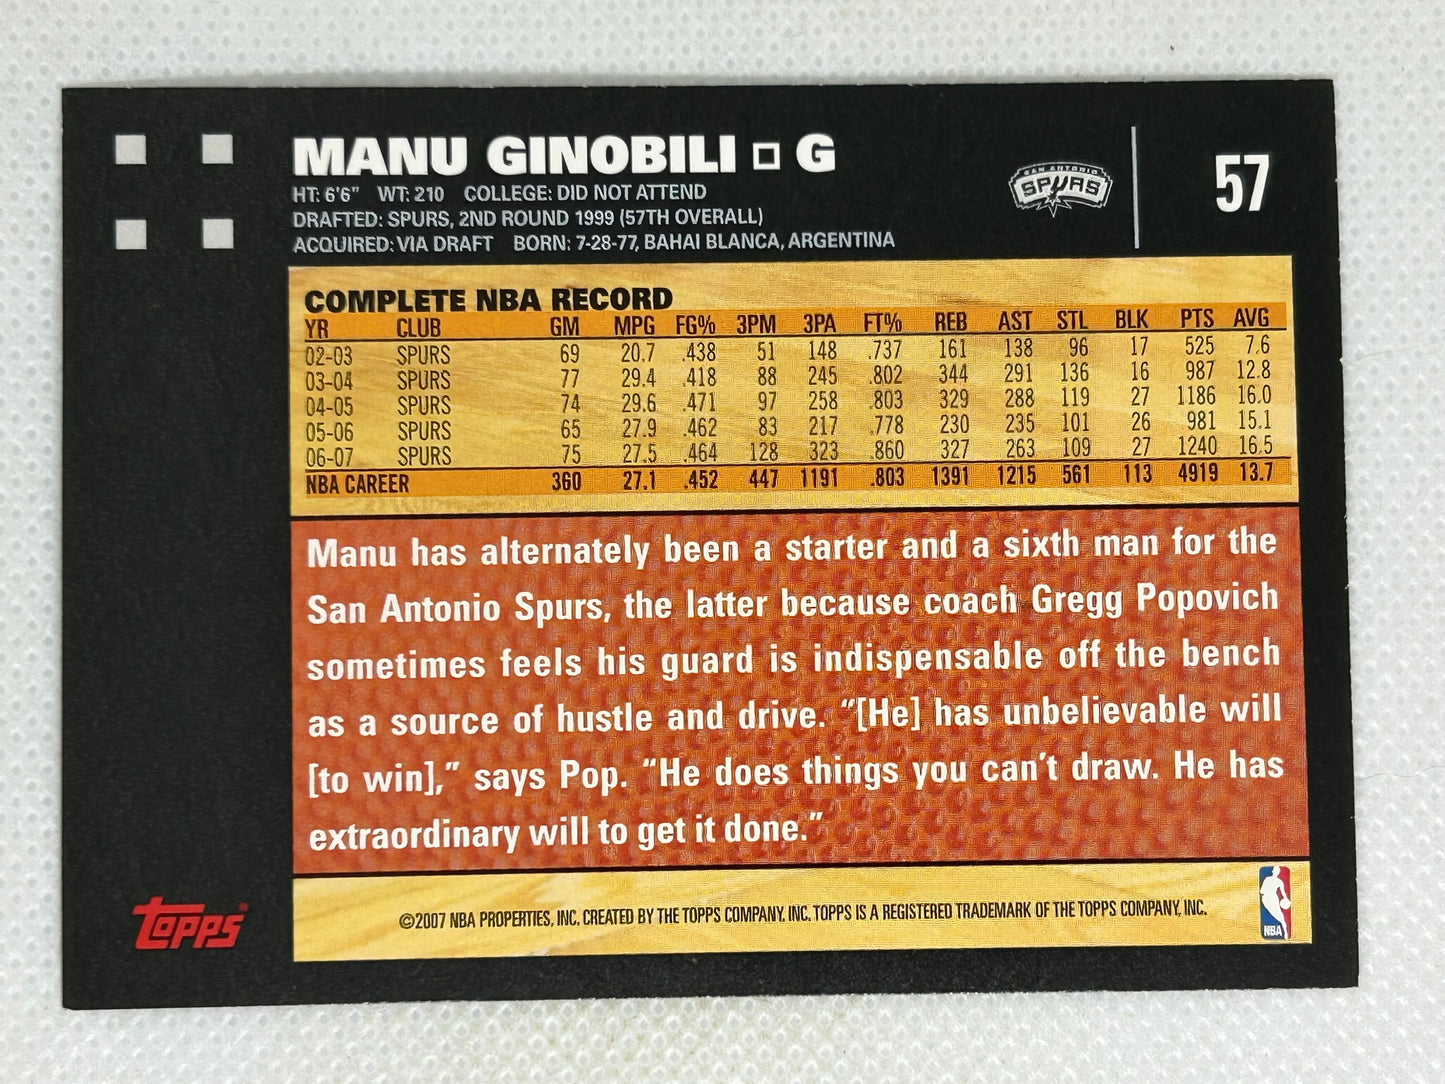 MANU GINOBILI □ G
HT: 6'6" WT: 210 COLLEGE: DID NOT ATTEND
DRAFTED: SPURS, 2ND ROUND 1999 (57TH OVERALL)
ACQUIRED: VIA DRAFT BORN: 7-28-77, BAHAI BLANCA, ARGENTINA
SAN ANTONIO
SPURS
57
COMPLETE NBA RECORD
YR CLUB GM MPG FG% 3PM 3PA FT% REB AST STL BLK PTS AVG
02-03 SPURS 69 20.7 .438 51 148 .737 161 138 96 17 525 7.6
03-04 SPURS 77 29.4 .418 88 245 .802 344 291 136 16 987 12.8
04-05 SPURS 74 29.6 .471 97 258 .803 329 288 119 27 1186 16.0
05-06 SPURS 65 27.9 .462 83 217 .778 230 235 101 26 981 15.1
06-07 SPURS 75 27.5 .464 128 323 .860 327 263 109 27 1240 16.5
NBA CAREER 360 27.1 .452 447 1191 .803 1391 1215 561 113 4919 13.7
Manu has alternately been a starter and a sixth man for the
San Antonio Spurs, the latter because coach Gregg Popovich
sometimes feels his guard is indispensable off the bench
as a source of hustle and drive. "[He] has unbelievable will
[to win]," says Pop. "He does things you can't draw. He has
extraordinary will to get it done."
TOPPS
©2007 NBA PROPERTIES, INC. CREATED BY THE TOPPS COMPANY, INC. TOPPS IS A REGISTERED TRADEMARK OF THE TOPPS COMPANY, INC.
NBA